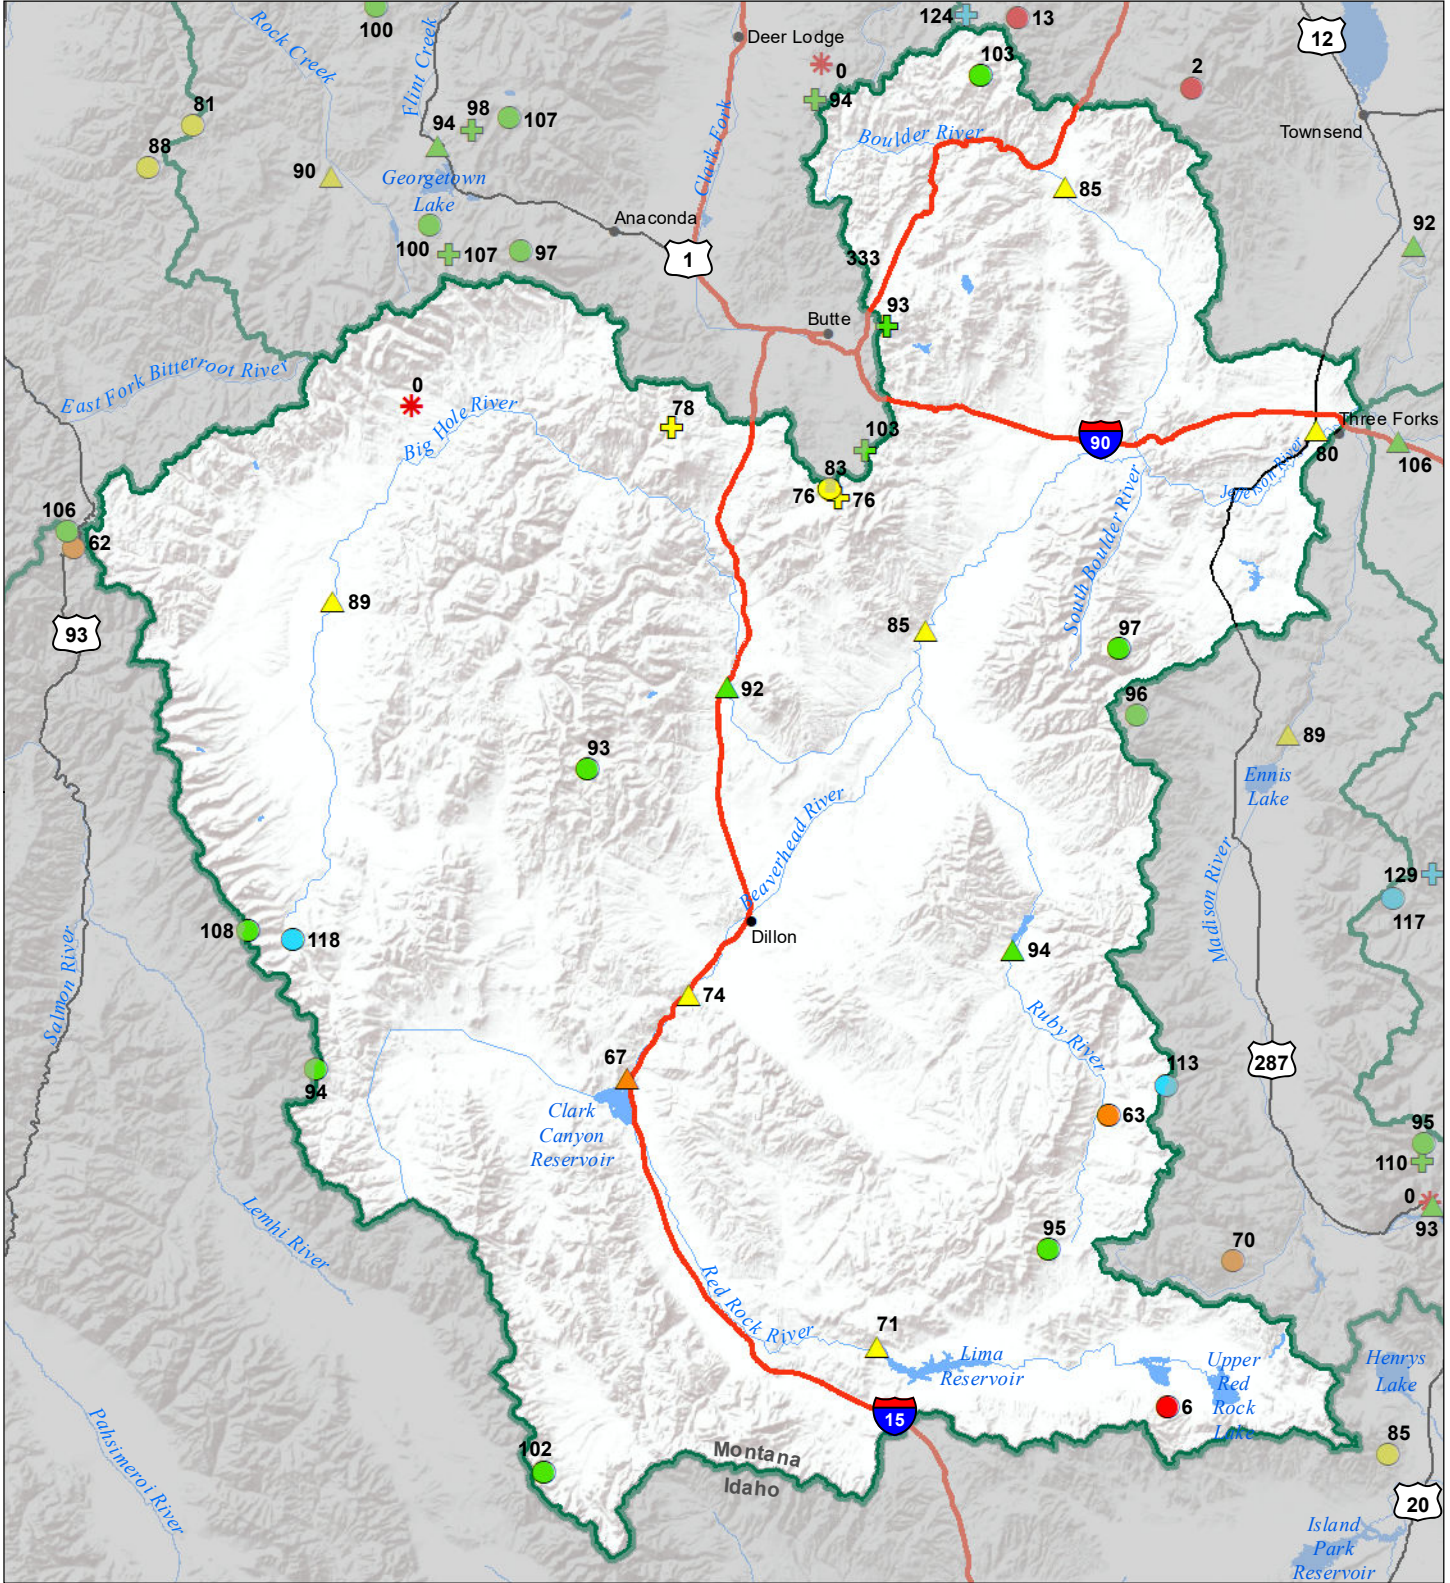 100
Rock Creek
Flint Creek
Deer Lodge
0
124
13
12
103
2
94
81
88
90
94
98
107
Georgetown
Lake
Clark Fork
Boulder River
Townsend
85
100
107
97
Anaconda
1
92
333
93
Butte
East Fork Bitterroot River
0
Big Hole River
78
103
83
76
76
90
Three Forks
80
106
Jefferson River
South Boulder River
106
62
93
89
85
97
92
96
89
Ennis
Lake
93
Beaverhead River
Madison River
129
117
108
118
Dillon
94
Salmon River
74
Ruby River
67
94
Clark
Canyon
Reservoir
113
63
287
95
110
0
93
Lemhi River
95
70
Red Rock River
71
Lima
Reservoir
Upper
Red
Rock
Lake
6
Henrys
Lake
15
85
102
Montana
Idaho
Pahsimeroi River
20
Island
Park
Reservoir